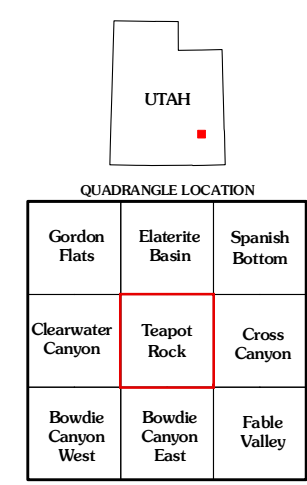 UTAH
QUADRANGLE LOCATION
Gordon
Flats
Elaterite
Basin
Spanish
Bottom
Clearwater
Canyon
Teapot
Rock
Cross
Canyon
Bowdie
Canyon
West
Bowdie
Canyon
East
Fable
Valley